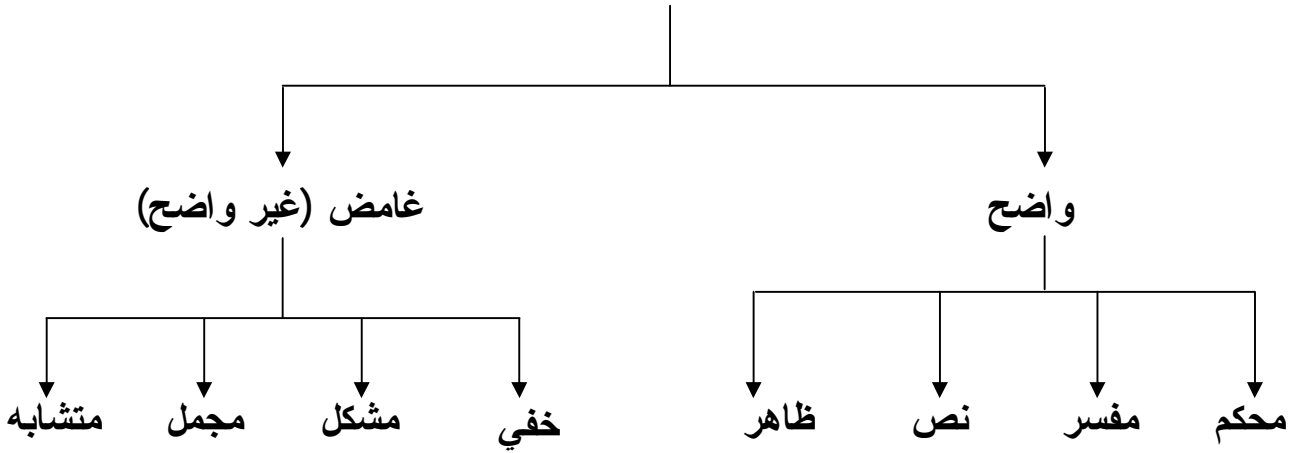 واضح
غامض (غير واضح)
محكم
مفسر
نص
ظاهر
خفي
مشكل
مجمل
متشابه